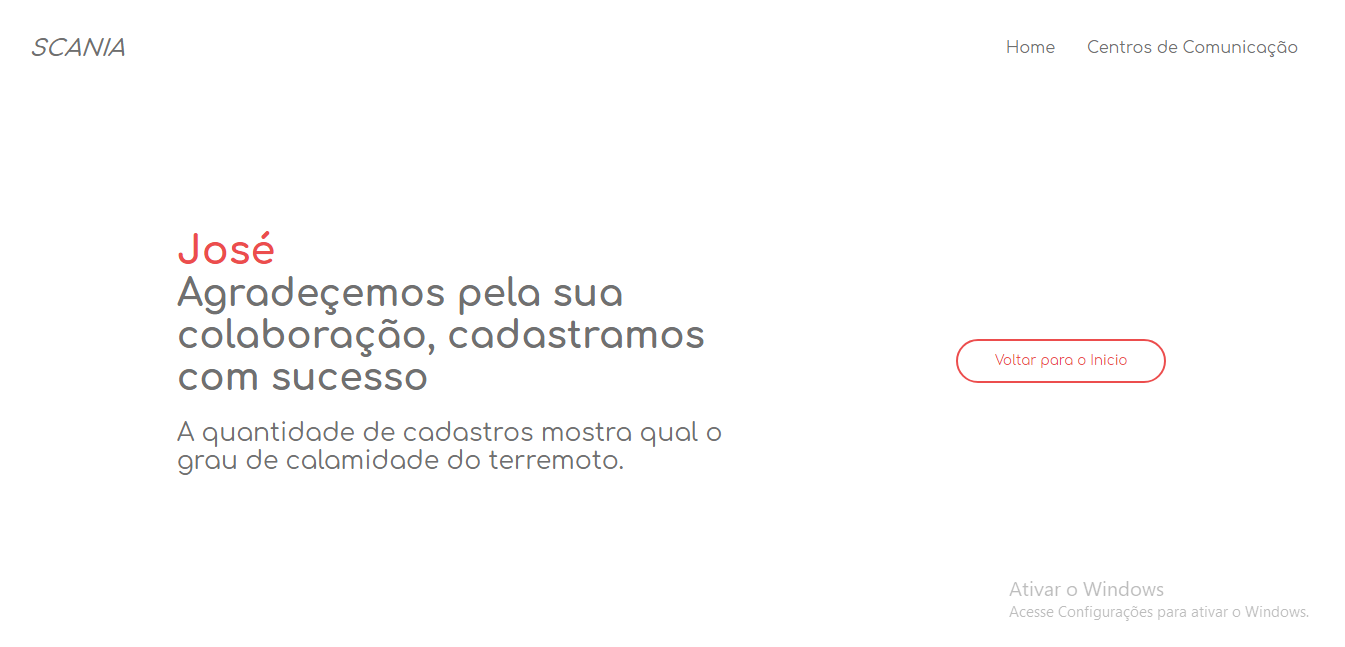 SCANIA
Home
Centros de Comunicação
José
Agradeçemos pela sua
colaboração, cadastramos
com sucesso
Voltar para o Inicio
A quantidade de cadastros mostra qual o
grau de calamidade do terremoto.
Ativar o Windows
Acesse Configurações para ativar o Windows.